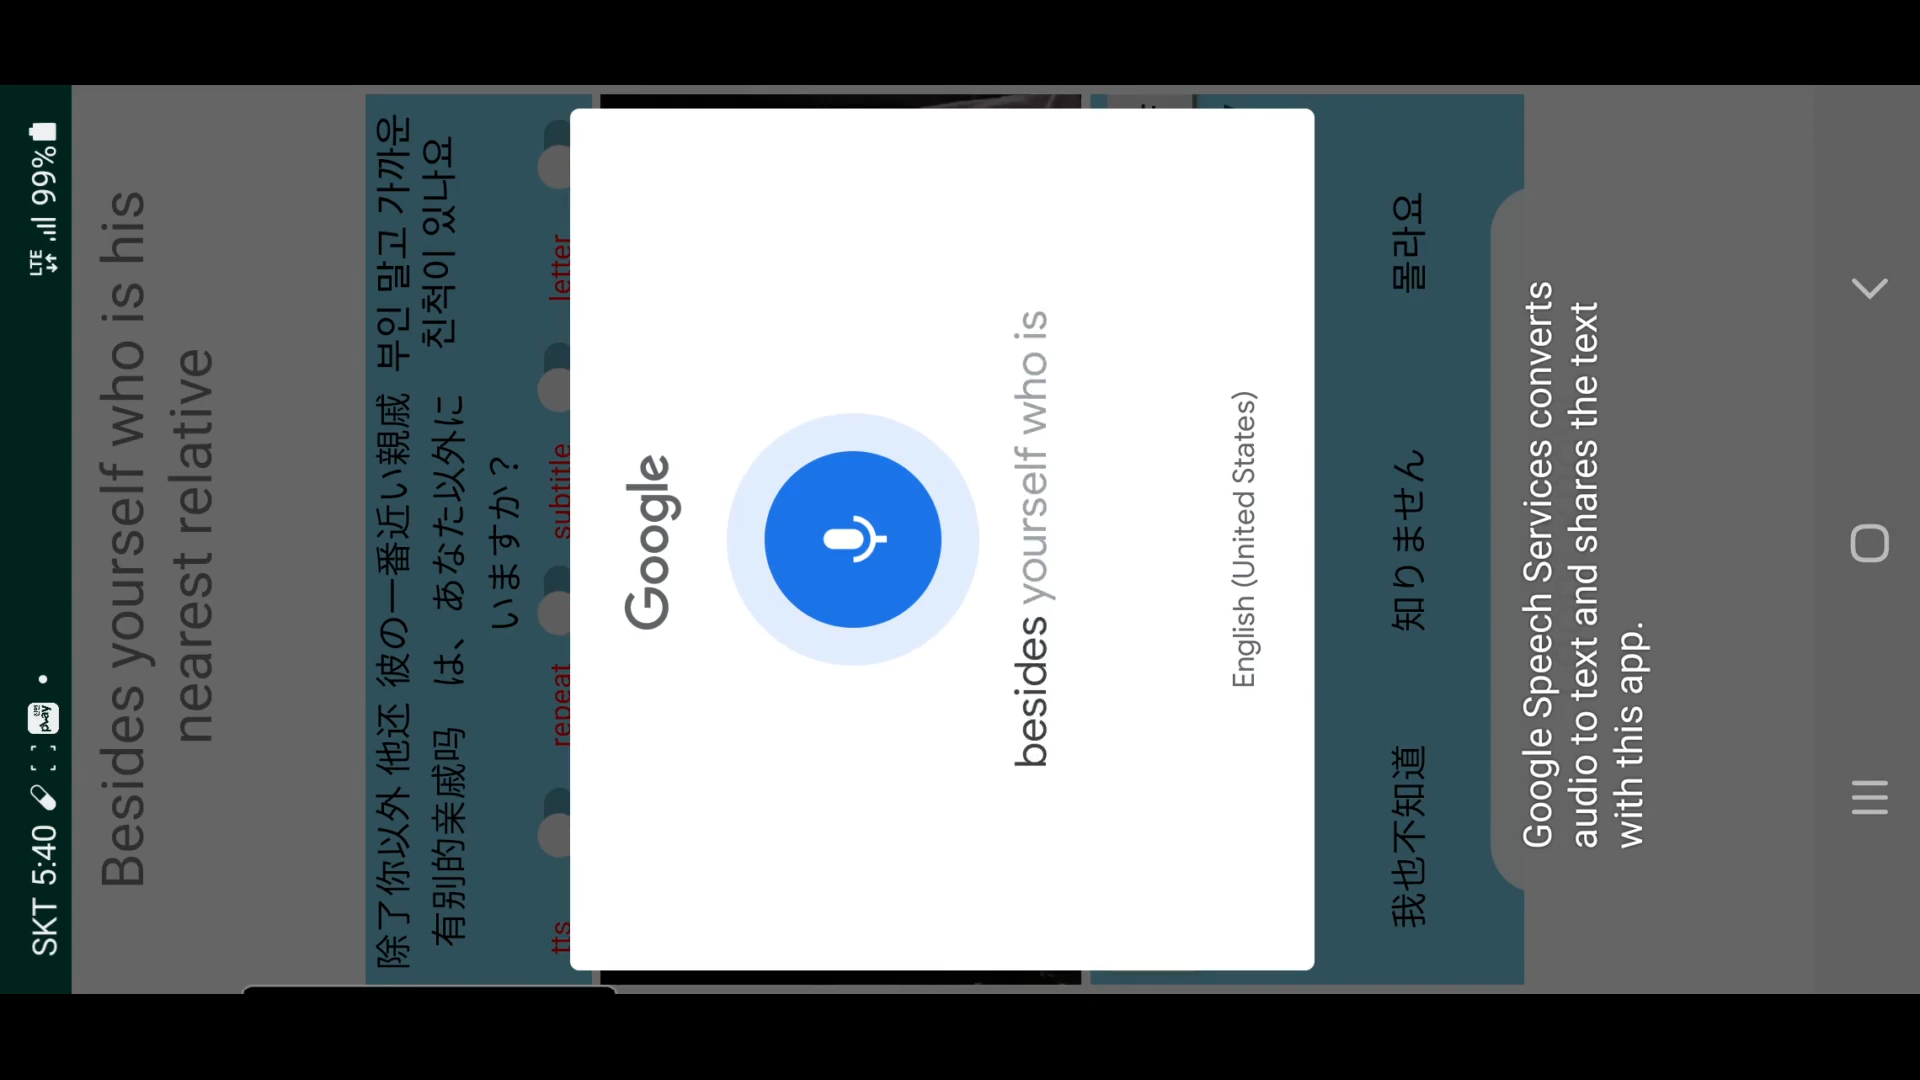 SKT 5:40
LTE
99%
Besides yourself who is his
nearest relative
除了你以外 他还
有别的亲戚吗
彼の一番近い親戚
は、あなた以外に
いますか？
부인 말고 가까운
친척이 있나요
tts
repeat
subtitle
letter
Google
besides yourself who is
English (United States)
我也不知道
知りません
몰라요
Google Speech Services converts
audio to text and shares the text
with this app.